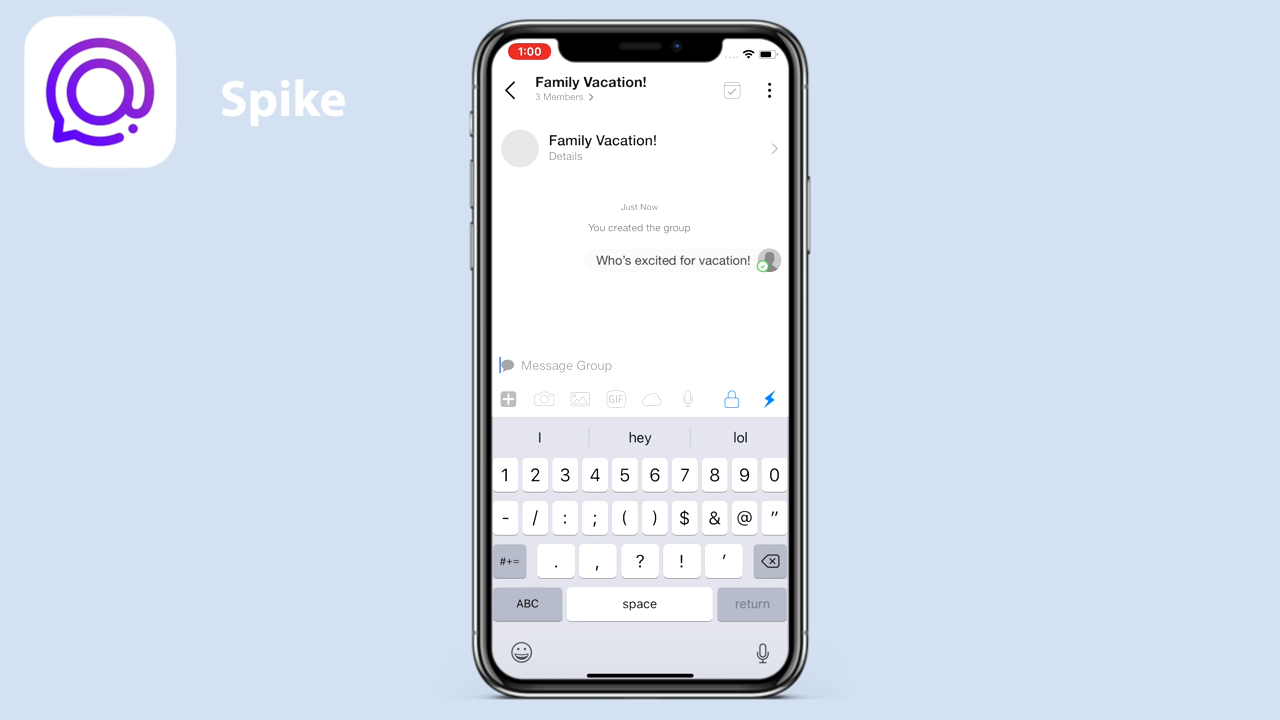 Spike
1:00
Family Vacation!
3 Members
Family Vacation!
Details
Just Now
You created the group
Who's excited for vacation!
Message Group
GIF
I hey lol
1 2 3 4 5 6 7 8 9 0
- / : ; ( ) $ & @ "
#+= . , ? ! '
ABC space return